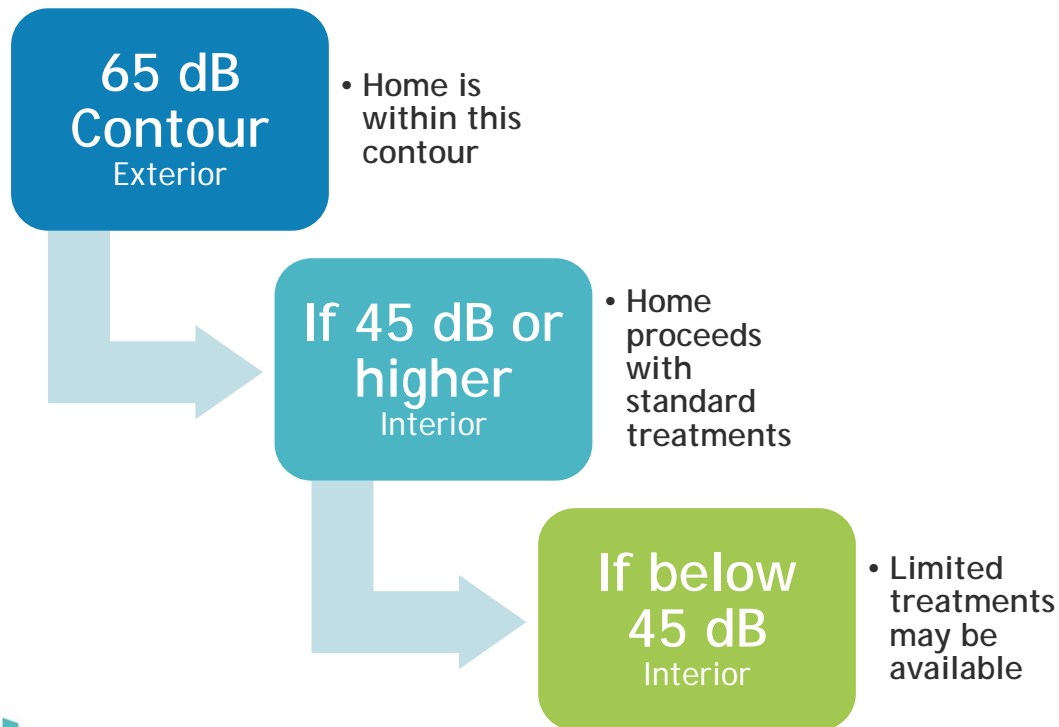 65 dB
Contour
Exterior
• Home is
within this
contour
If 45 dB or
higher
Interior
• Home
proceeds
with
standard
treatments
If below
45 dB
Interior
• Limited
treatments
may be
available